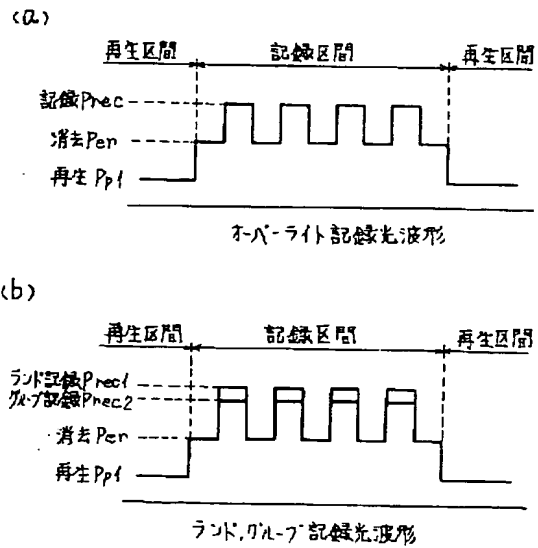 (a)
再生区間 記録区間 再生区間
記録Prec
消去Per
再生Pp1
オーバーライト記録光波形
(b)
再生区間 記録区間 再生区間
ランド記録Prec1
グルーブ記録Prec2
消去Per
再生Pp1
ランド,グルーブ記録光波形